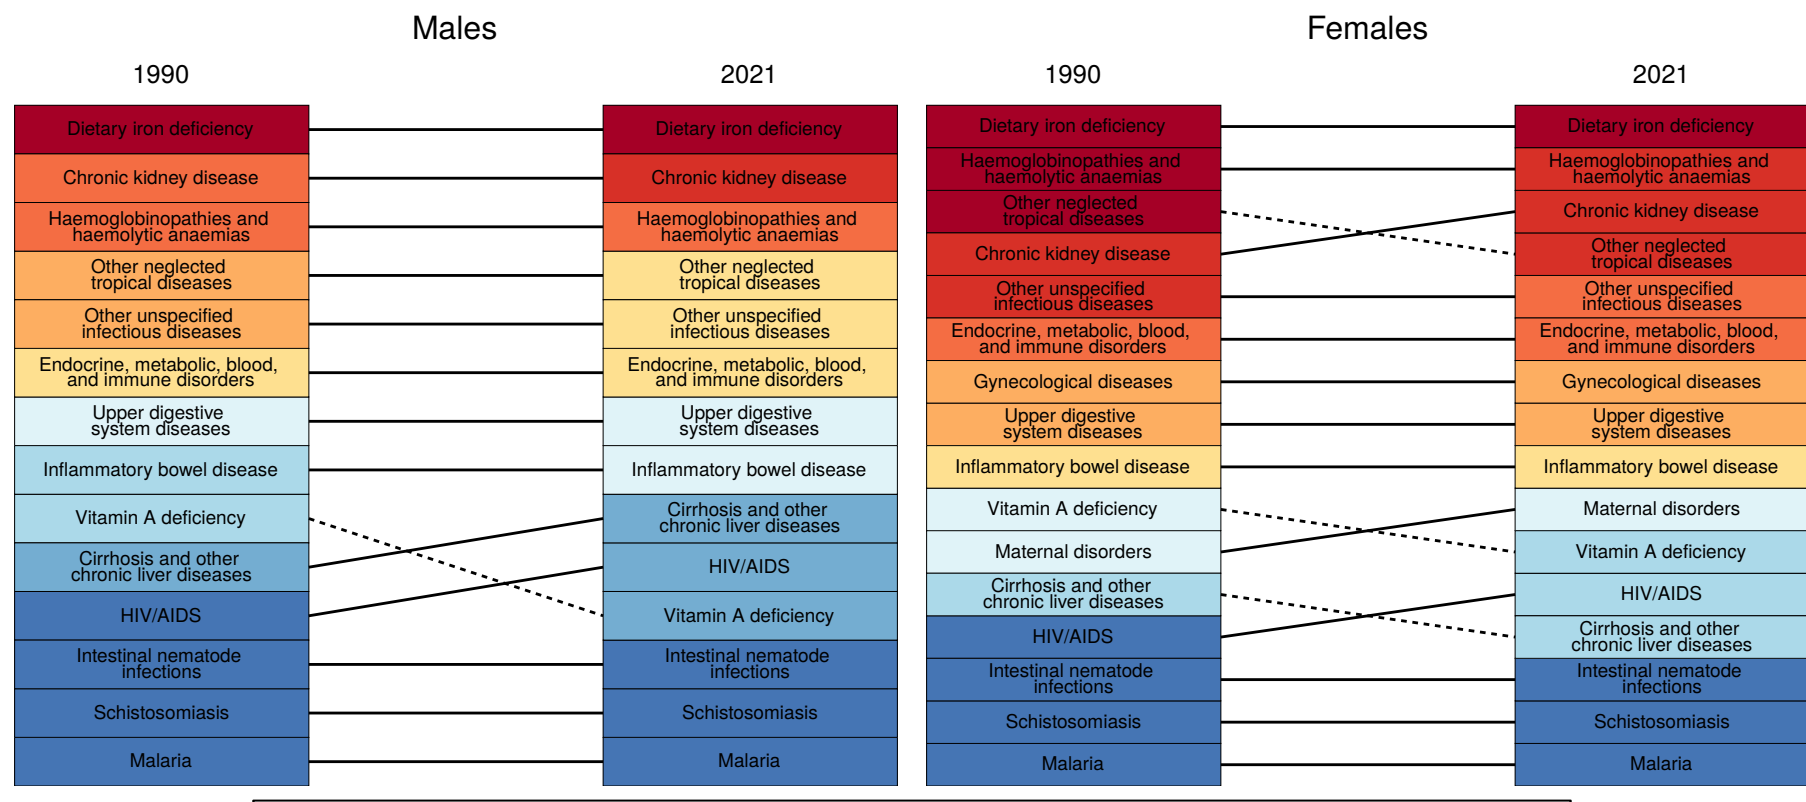 Males
Females
1990
2021
1990
2021
Dietary iron deficiency
Chronic kidney disease
Haemoglobinopathies and
haemolytic anaemias
Other neglected
tropical diseases
Other unspecified
infectious diseases
Endocrine, metabolic, blood,
and immune disorders
Upper digestive
system diseases
Inflammatory bowel disease
Vitamin A deficiency
Cirrhosis and other
chronic liver diseases
HIV/AIDS
Intestinal nematode
infections
Schistosomiasis
Malaria
Dietary iron deficiency
Chronic kidney disease
Haemoglobinopathies and
haemolytic anaemias
Other neglected
tropical diseases
Other unspecified
infectious diseases
Endocrine, metabolic, blood,
and immune disorders
Upper digestive
system diseases
Inflammatory bowel disease
Cirrhosis and other
chronic liver diseases
HIV/AIDS
Vitamin A deficiency
Intestinal nematode
infections
Schistosomiasis
Malaria
Dietary iron deficiency
Haemoglobinopathies and
haemolytic anaemias
Other neglected
tropical diseases
Chronic kidney disease
Other unspecified
infectious diseases
Endocrine, metabolic, blood,
and immune disorders
Gynecological diseases
Upper digestive
system diseases
Inflammatory bowel disease
Vitamin A deficiency
Maternal disorders
Cirrhosis and other
chronic liver diseases
HIV/AIDS
Intestinal nematode
infections
Schistosomiasis
Malaria
Dietary iron deficiency
Haemoglobinopathies and
haemolytic anaemias
Chronic kidney disease
Other neglected
tropical diseases
Other unspecified
infectious diseases
Endocrine, metabolic, blood,
and immune disorders
Gynecological diseases
Upper digestive
system diseases
Inflammatory bowel disease
Maternal disorders
Vitamin A deficiency
HIV/AIDS
Cirrhosis and other
chronic liver diseases
Intestinal nematode
infections
Schistosomiasis
Malaria